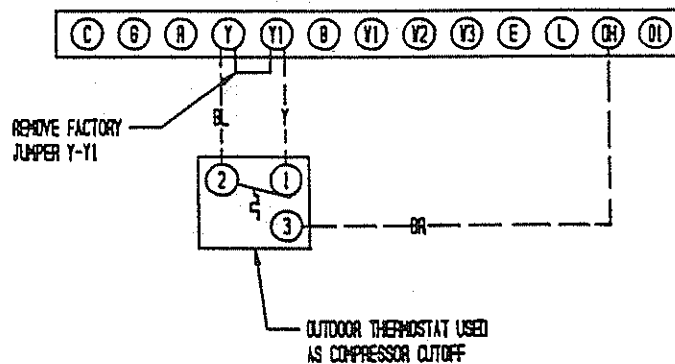 C G R Y Y1 B W1 W2 W3 E L OH O1
REMOVE FACTORY
JUMPER Y-Y1
BL Y
2 1
3 BR
OUTDOOR THERMOSTAT USED
AS COMPRESSOR CUTOFF